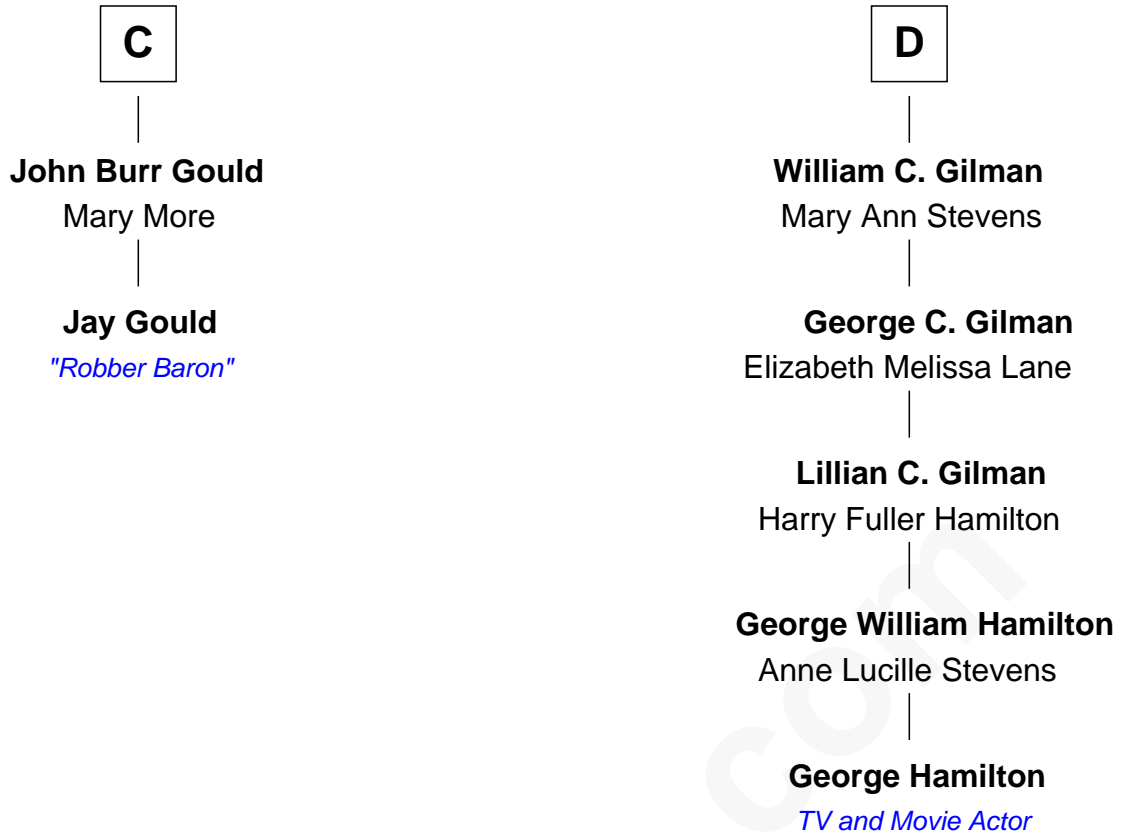 C
John Burr Gould
Mary More
Jay Gould
"Robber Baron"
D
William C. Gilman
Mary Ann Stevens
George C. Gilman
Elizabeth Melissa Lane
Lillian C. Gilman
Harry Fuller Hamilton
George William Hamilton
Anne Lucille Stevens
George Hamilton
TV and Movie Actor
com